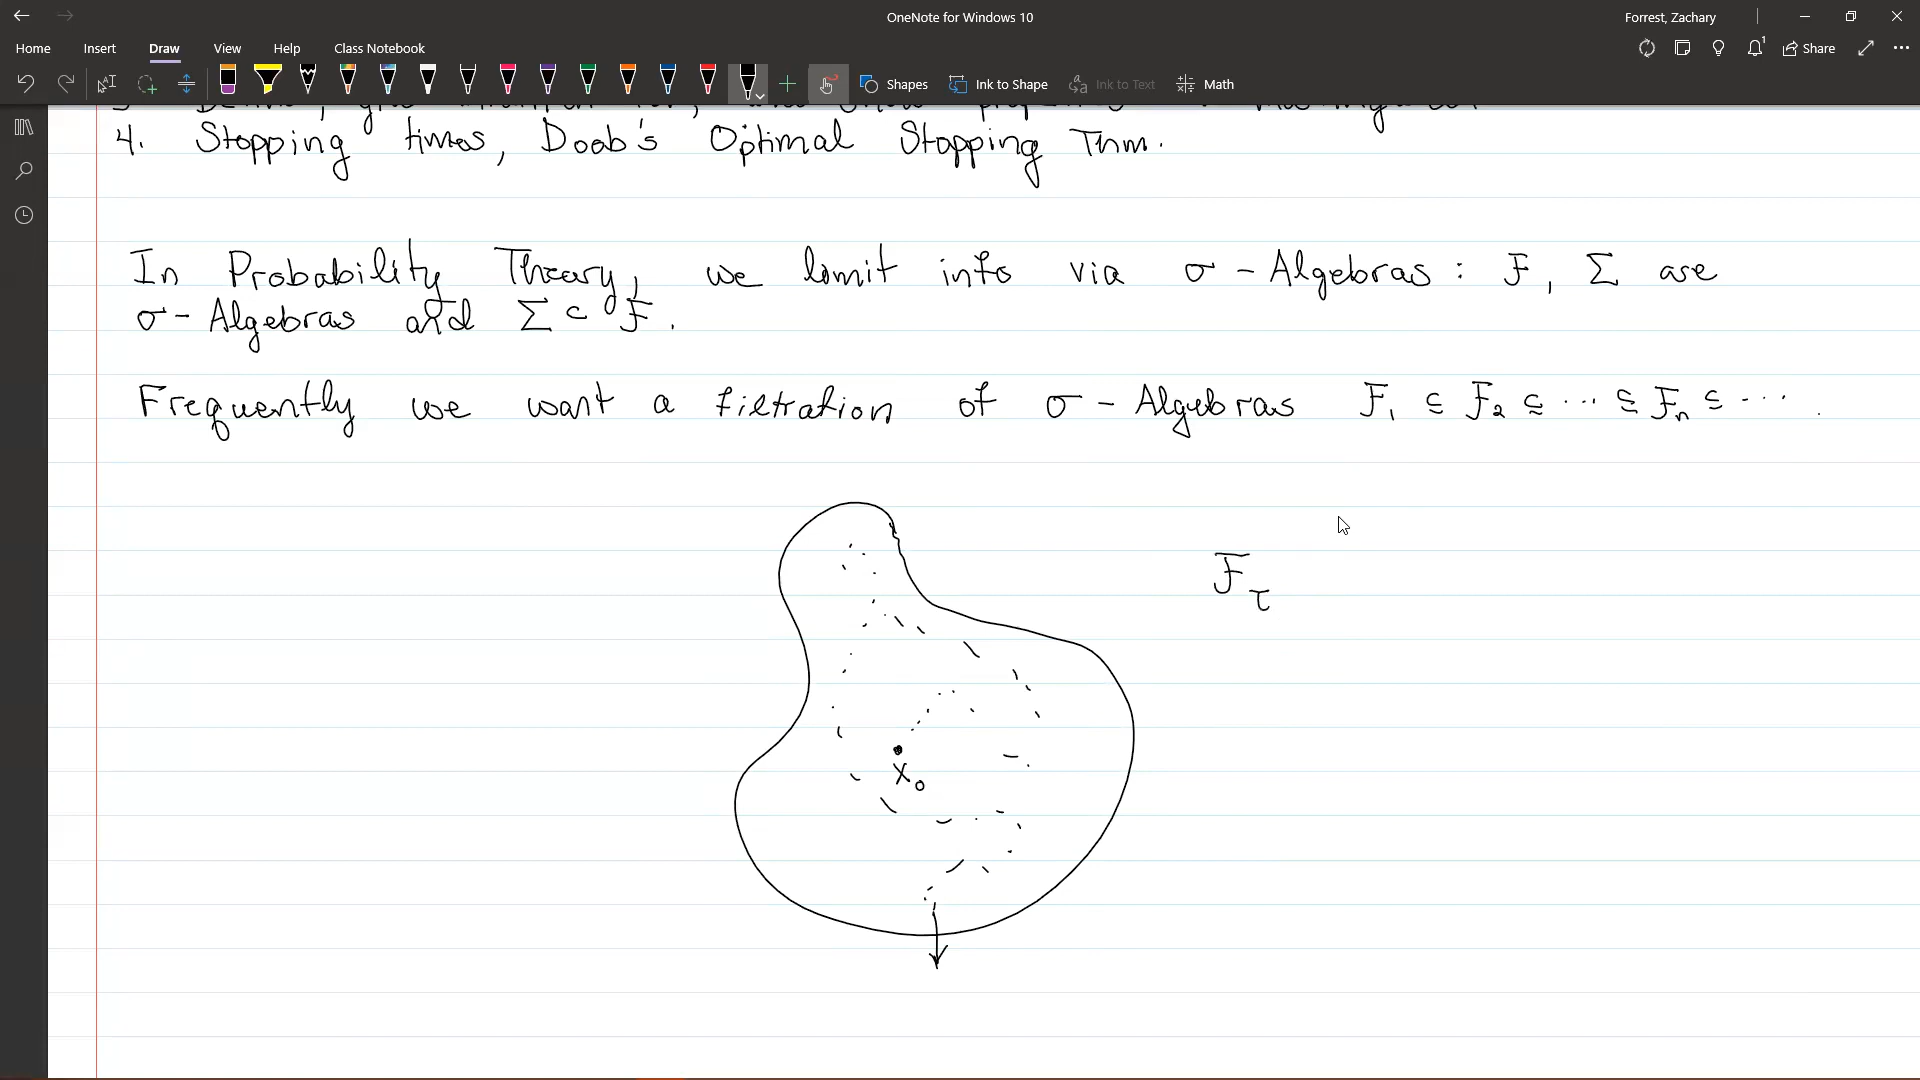 OneNote for Windows 10
Forrest, Zachary
Home Insert Draw View Help Class Notebook
Share
Shapes Ink to Shape Ink to Text Math
4. Stopping times, Doob's Optimal Stopping Thm.
In Probability Theory, we limit info via σ-Algebras: F, Σ are
σ-Algebras and Σ ⊂ F.
Frequently we want a filtration of σ-Algebras F₁ ⊆ F₂ ⊆ ... ⊆ Fₙ ⊆ ... .
F_τ
X₀